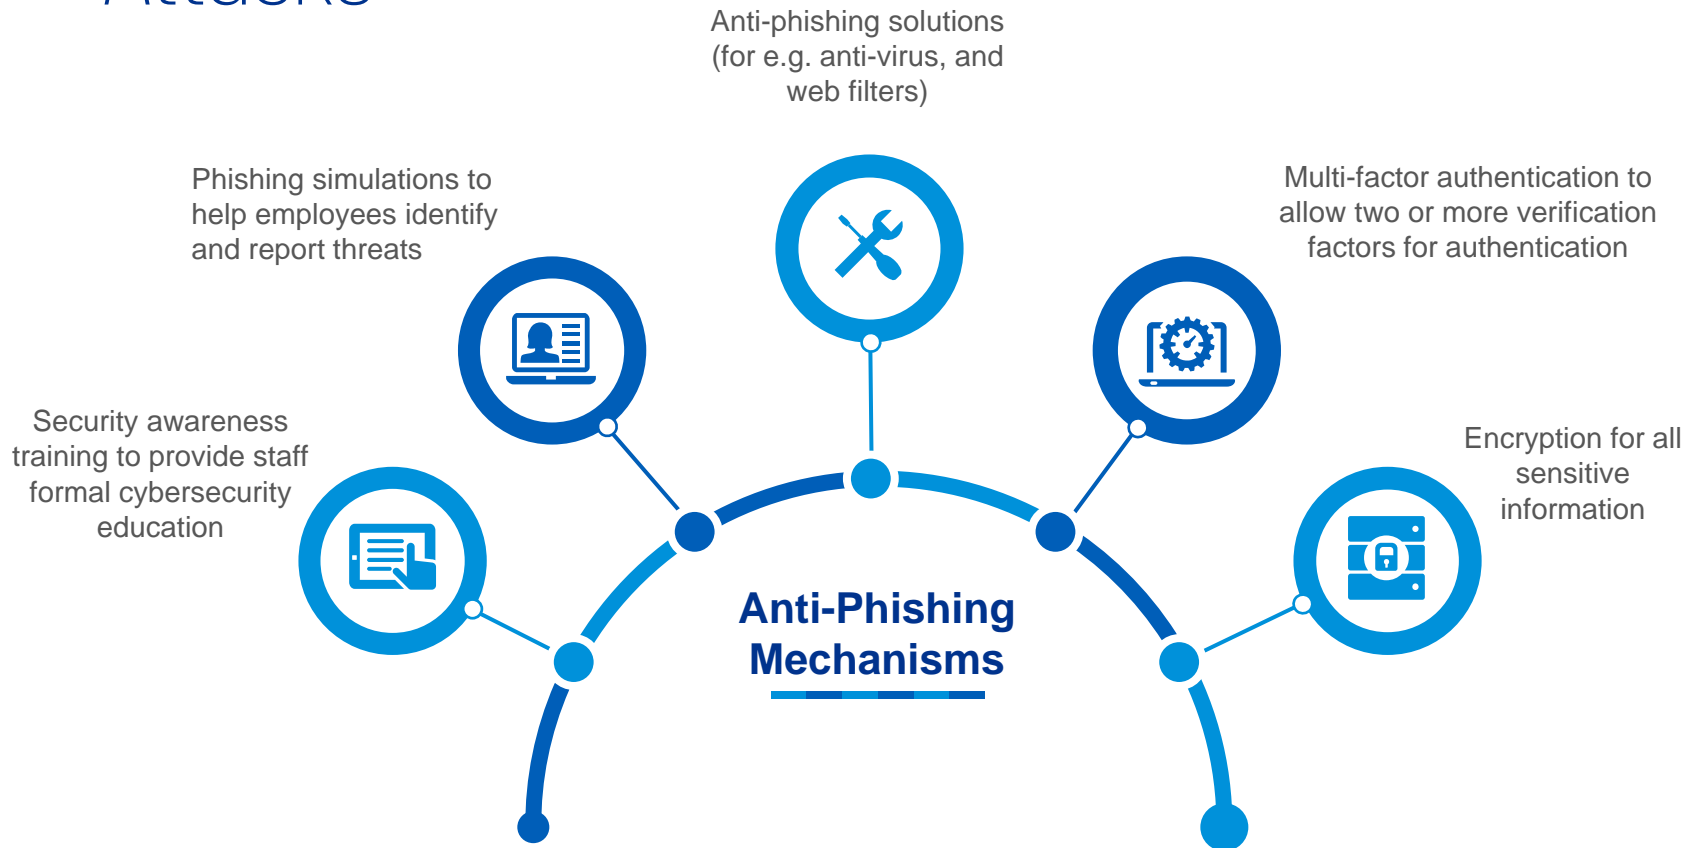 Attacks
Anti-phishing solutions
(for e.g. anti-virus, and
web filters)
Phishing simulations to
help employees identify
and report threats
Multi-factor authentication to
allow two or more verification
factors for authentication
Security awareness
training to provide staff
formal cybersecurity
education
Encryption for all
sensitive
information
Anti-Phishing
Mechanisms